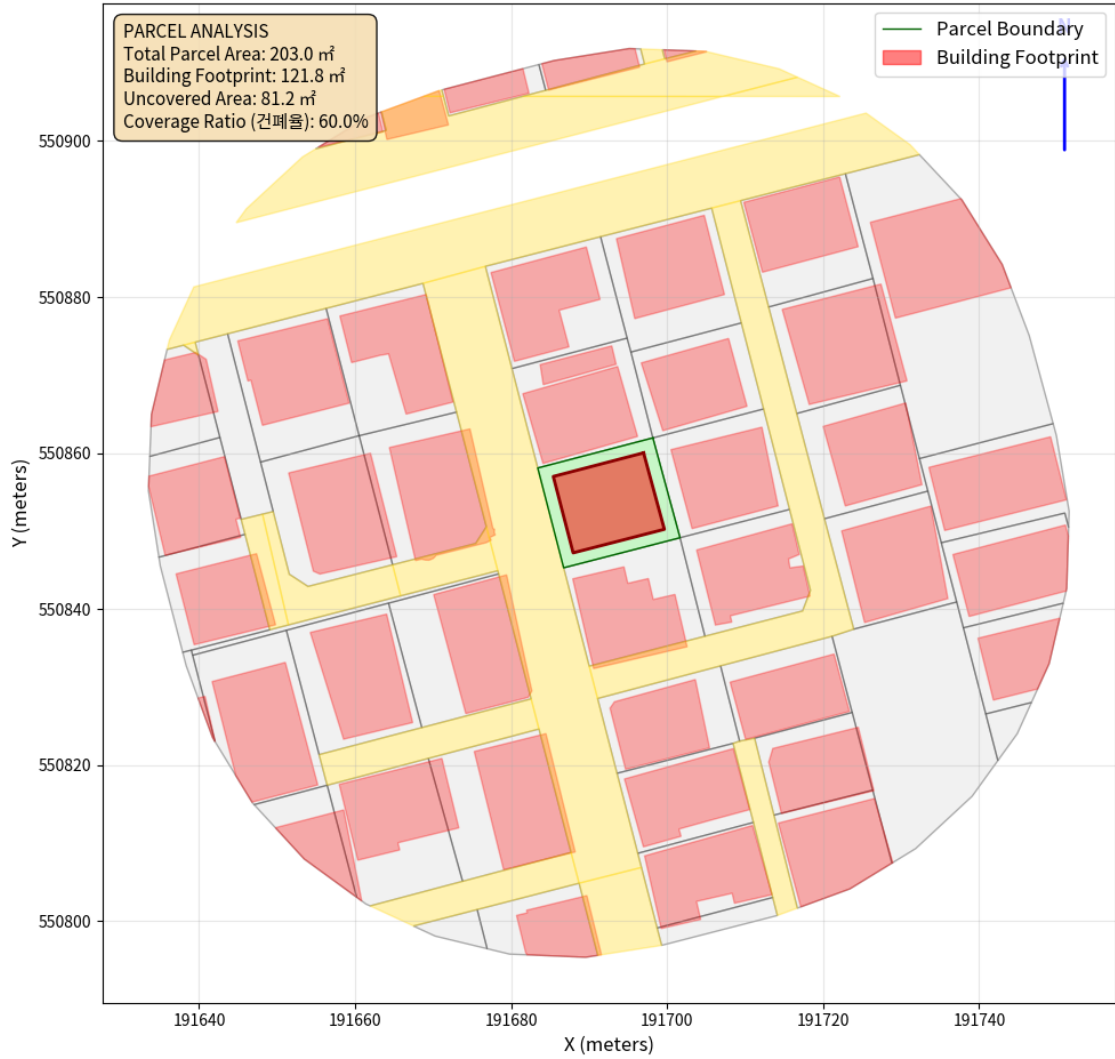 PARCEL ANALYSIS
Total Parcel Area: 203.0 ㎡
Building Footprint: 121.8 ㎡
Uncovered Area: 81.2 ㎡
Coverage Ratio (건폐율): 60.0%
N
Parcel Boundary
Building Footprint
550900
550880
550860
550840
550820
550800
Y (meters)
191640
191660
191680
191700
191720
191740
X (meters)